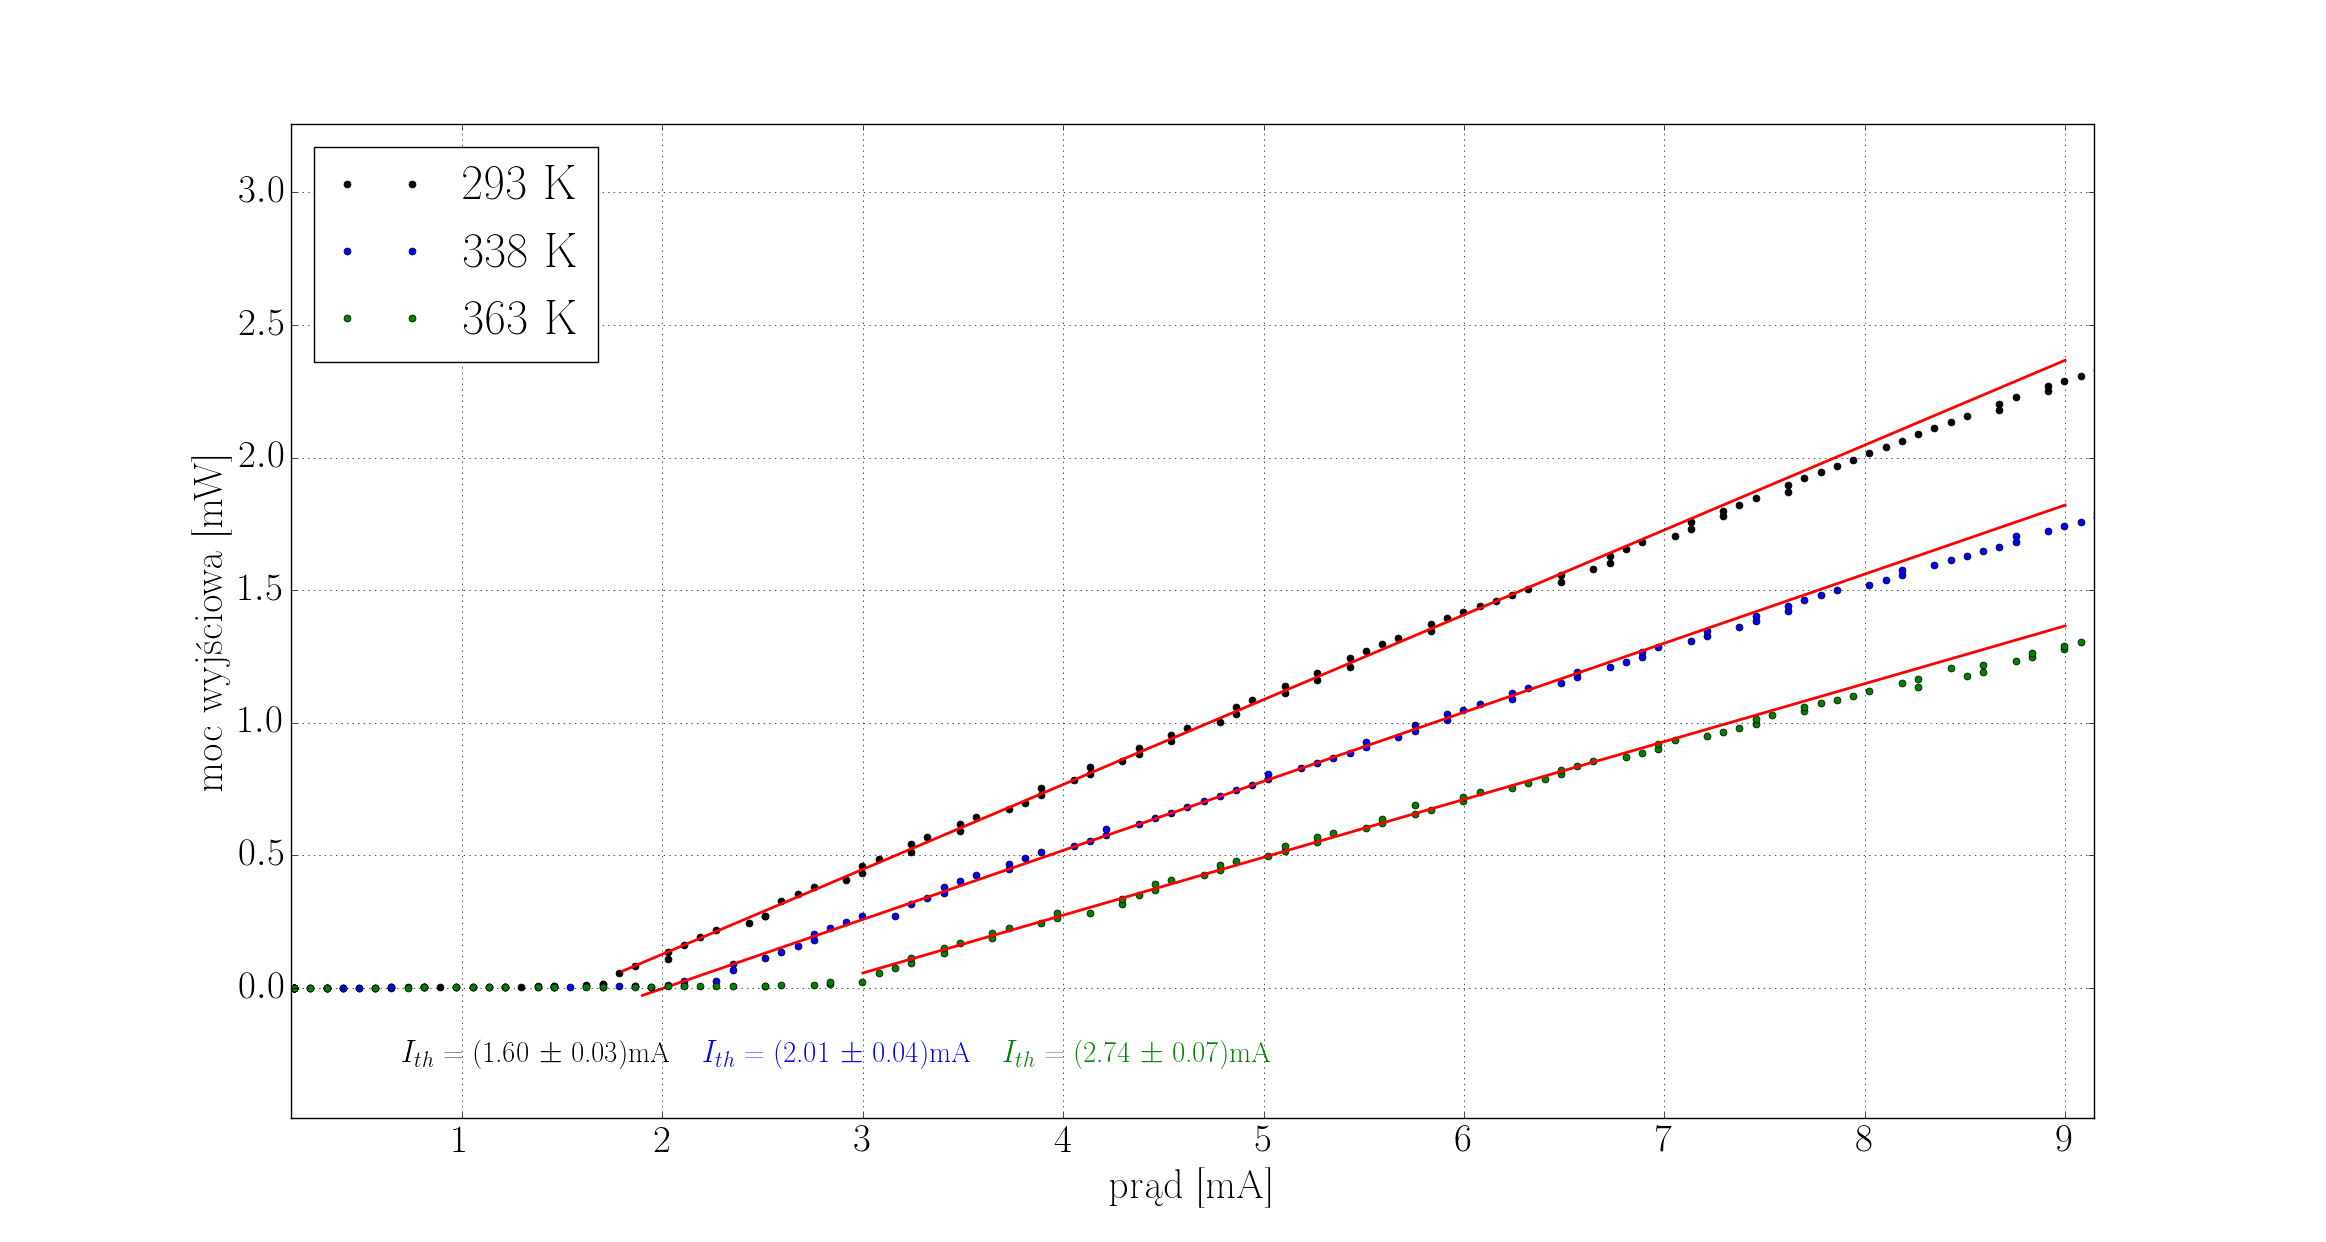 293 K
338 K
363 K
3.0
2.5
2.0
1.5
1.0
0.5
0.0
moc wyjściowa [mW]
I_th = (1.60 ± 0.03)mA I_th = (2.01 ± 0.04)mA I_th = (2.74 ± 0.07)mA
1 2 3 4 5 6 7 8 9
prąd [mA]